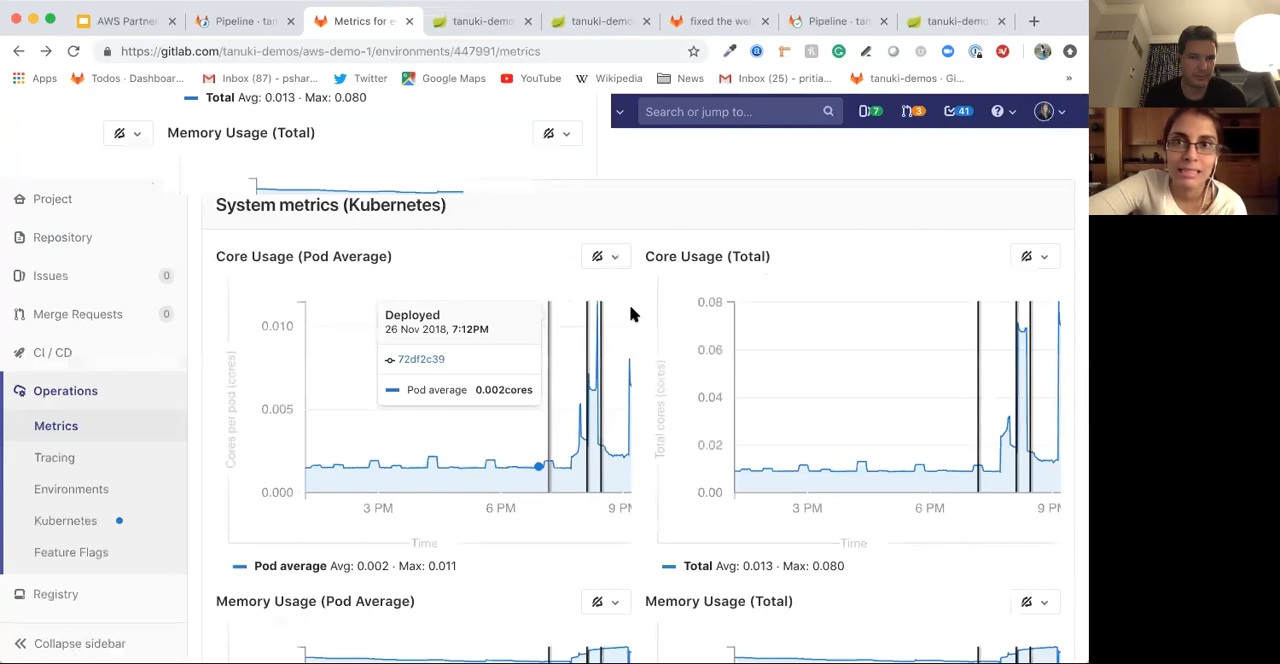 AWS Partne
Pipeline · tan
Metrics for e
tanuki-demo
tanuki-demo
fixed the we
Pipeline · tan
tanuki-demo
https://gitlab.com/tanuki-demos/aws-demo-1/environments/447991/metrics
Apps
Todos · Dashboar...
Inbox (87) - pshar...
Twitter
Google Maps
YouTube
Wikipedia
News
Inbox (25) - pritia...
tanuki-demos · Gi...
»
Total Avg: 0.013 · Max: 0.080
Search or jump to...
7
3
41
Memory Usage (Total)
Project
Repository
Issues 0
Merge Requests 0
CI / CD
Operations
Metrics
Tracing
Environments
Kubernetes
Feature Flags
Registry
Collapse sidebar
System metrics (Kubernetes)
Core Usage (Pod Average)
Cores per pod (cores)
0.010
0.005
0.000
Deployed
26 Nov 2018, 7:12PM
72df2c39
Pod average 0.002cores
3 PM
6 PM
9 PM
Time
Pod average Avg: 0.002 · Max: 0.011
Core Usage (Total)
Total cores (cores)
0.08
0.06
0.04
0.02
0.00
3 PM
6 PM
9 PM
Time
Total Avg: 0.013 · Max: 0.080
Memory Usage (Pod Average)
Memory Usage (Total)